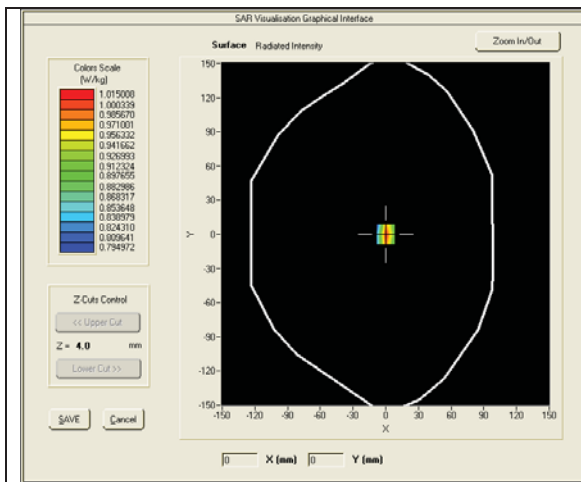 SAR Visualisation Graphical Interface
Surface Radiated Intensity
Zoom In/Out
Colors Scale
(W/kg)
1.015008
1.000339
0.985670
0.971001
0.956332
0.941662
0.926993
0.912324
0.897655
0.882986
0.868317
0.853648
0.838979
0.824310
0.809641
0.794972
Z-Cuts Control
<< Upper Cut
Z = 4.0 mm
Lower Cut >>
SAVE Cancel
150
120
90
60
30
0
-30
-60
-90
-120
-150
Y
-150 -120 -90 -60 -30 0 30 60 90 120 150
X
0 X (mm) 0 Y (mm)